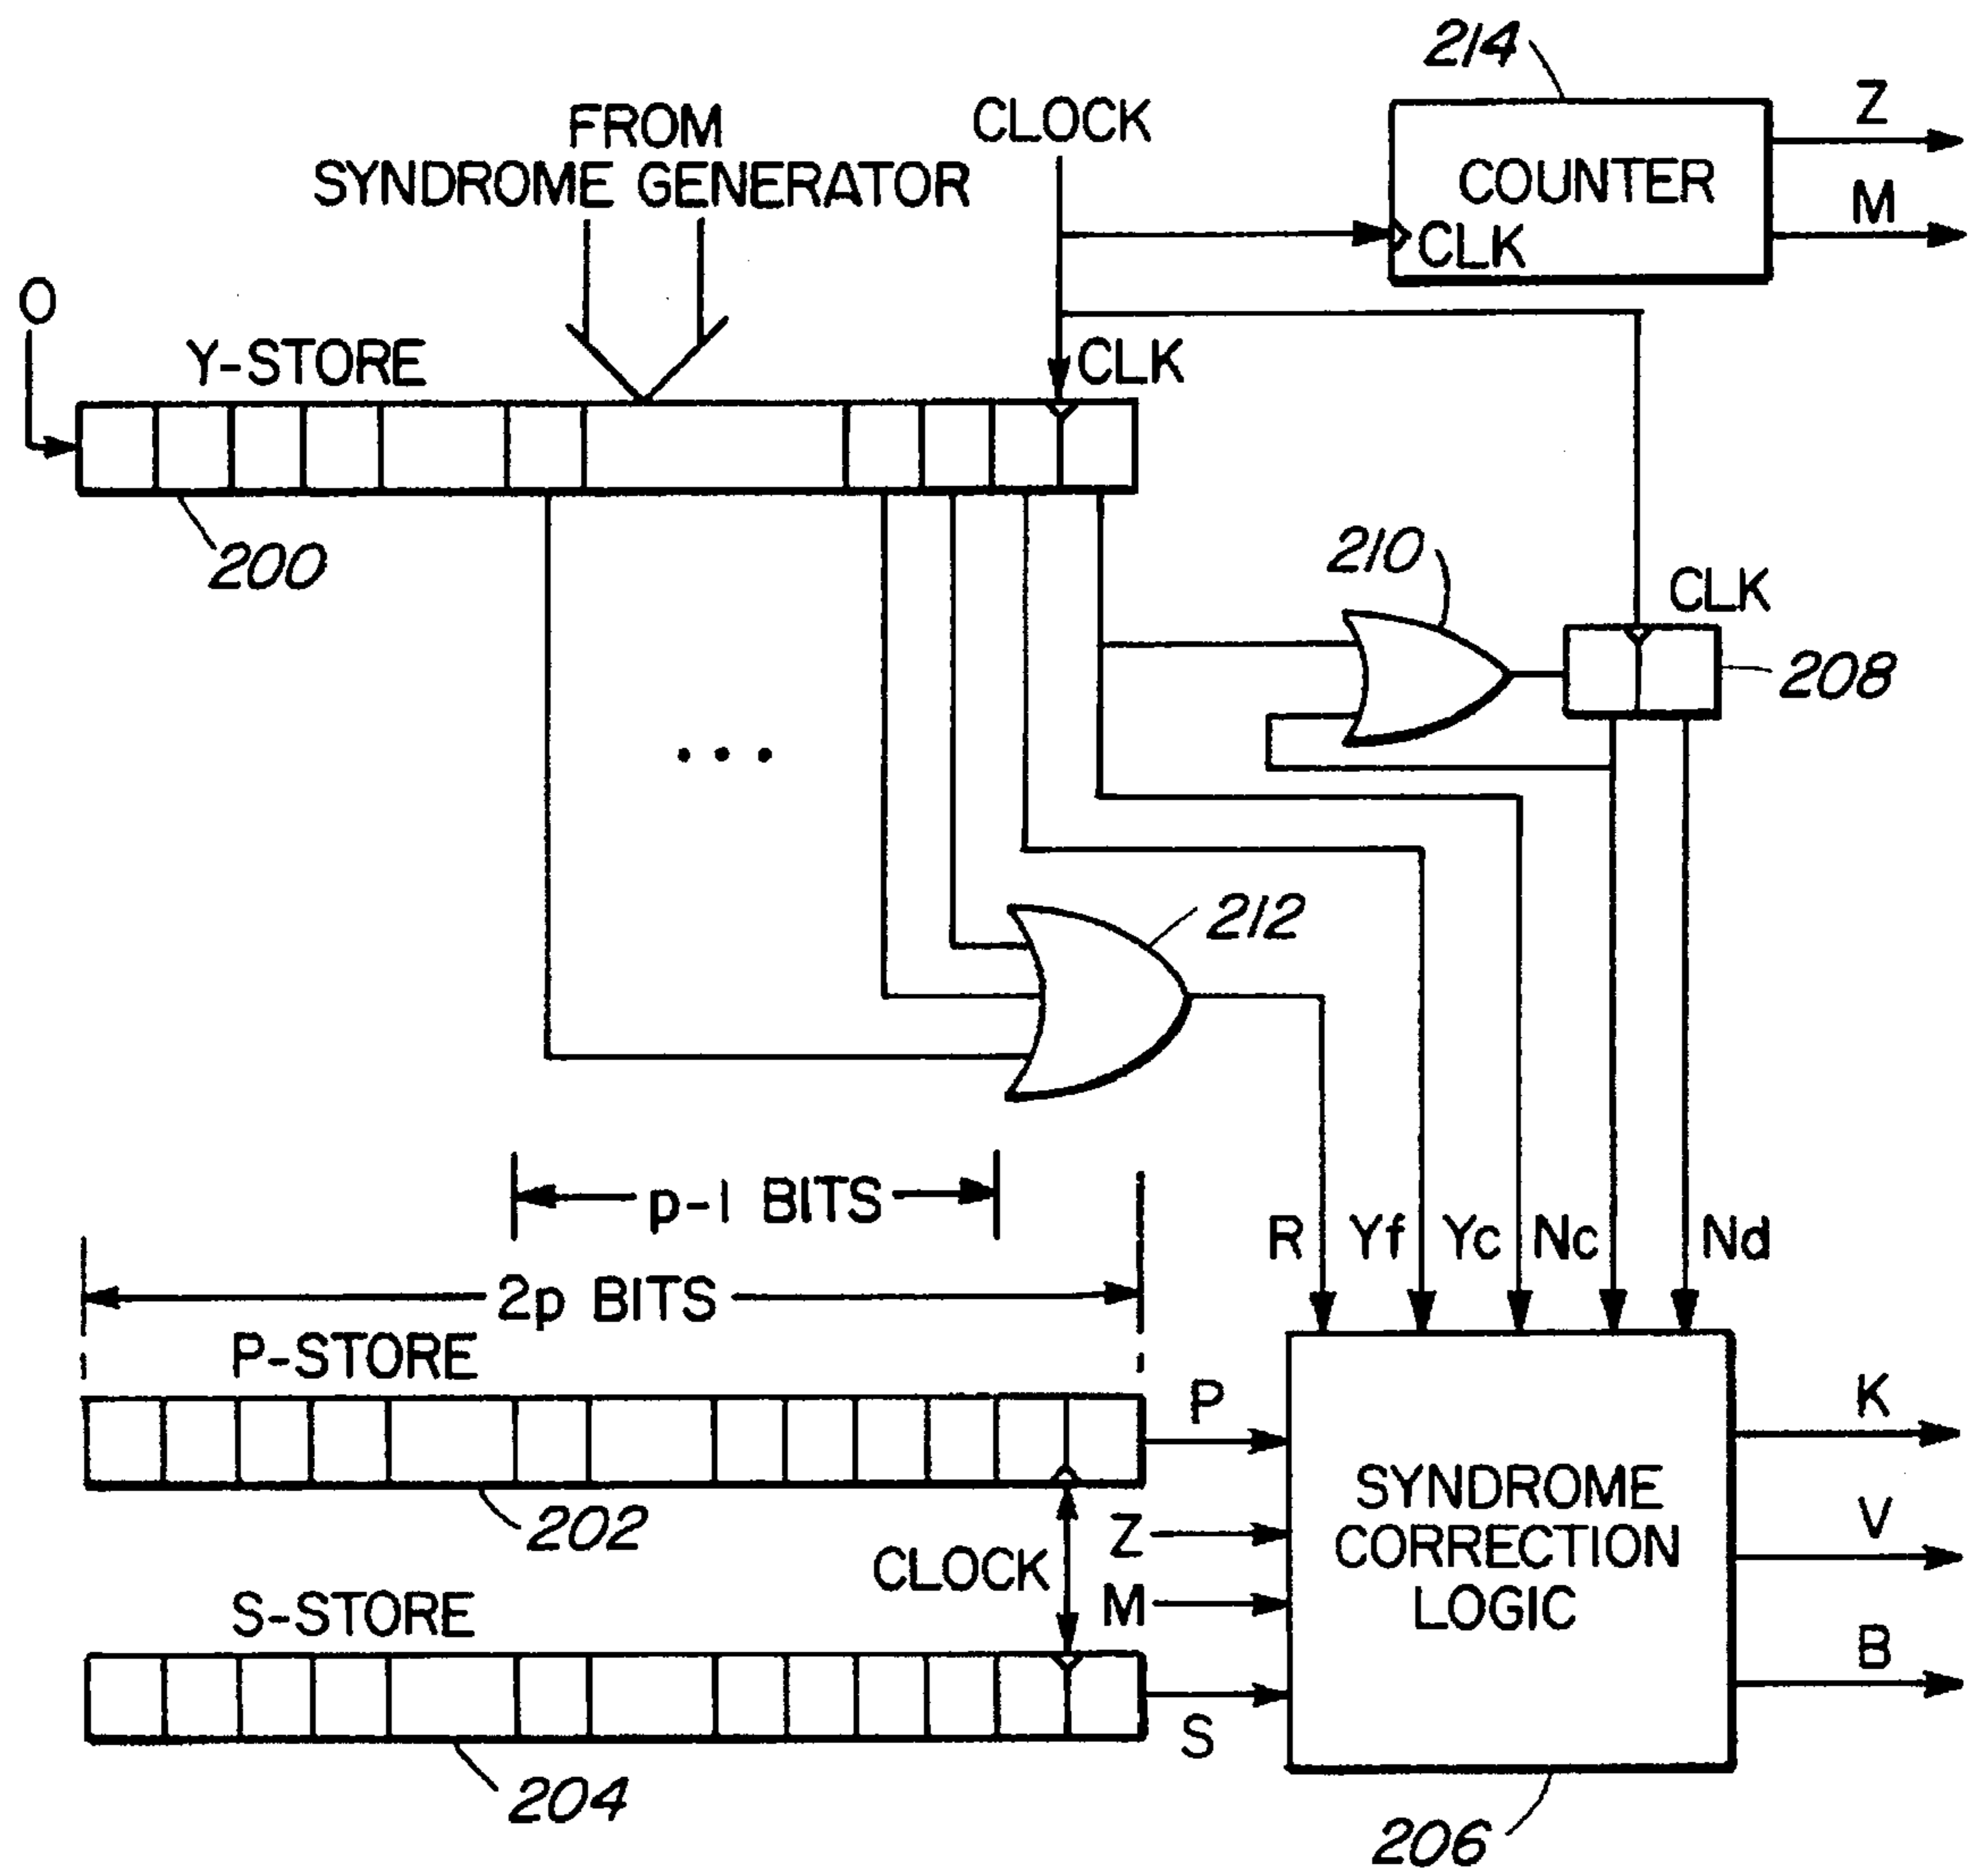 214
FROM
SYNDROME GENERATOR
CLOCK
Z
COUNTER
M
CLK
O
Y-STORE
CLK
200
210
CLK
208
...
212
p-1 BITS
R Yf Yc Nc Nd
2p BITS
P-STORE
P
K
202
Z
SYNDROME
CORRECTION
LOGIC
V
CLOCK
M
S-STORE
B
S
204
206